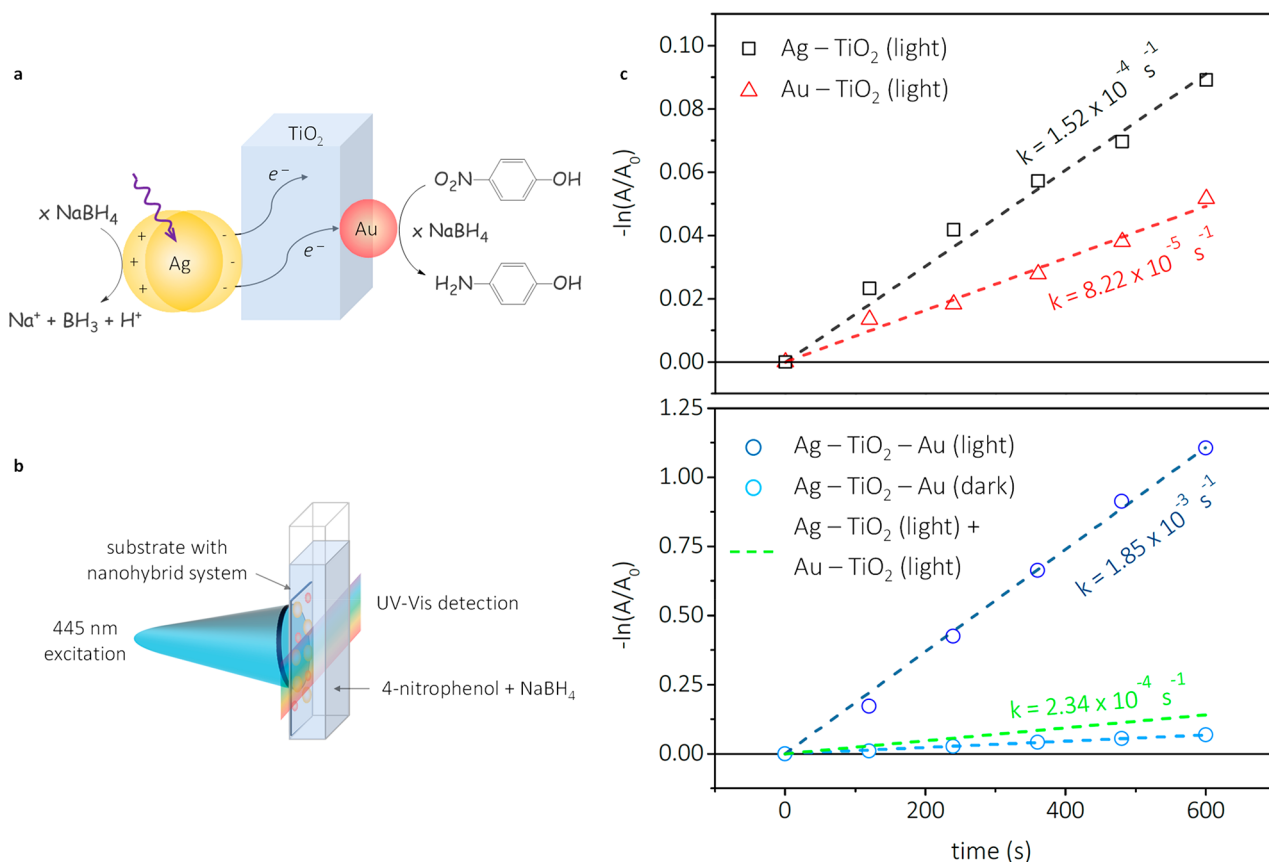 a
TiO₂
e⁻
x NaBH₄
Ag
+ + +
- - -
e⁻
Au
O₂N OH
x NaBH₄
H₂N OH
Na⁺ + BH₃ + H⁺
b
substrate with
nanohybrid system
UV-Vis detection
445 nm
excitation
4-nitrophenol + NaBH₄
c
Ag – TiO₂ (light)
Au – TiO₂ (light)
k = 1.52 x 10⁻⁴ s⁻¹
k = 8.22 x 10⁻⁵ s⁻¹
-ln(A/A₀)
0.10
0.08
0.06
0.04
0.02
0.00
Ag – TiO₂ – Au (light)
Ag – TiO₂ – Au (dark)
Ag – TiO₂ (light) +
Au – TiO₂ (light)
k = 1.85 x 10⁻³ s⁻¹
k = 2.34 x 10⁻⁴ s⁻¹
-ln(A/A₀)
1.25
1.00
0.75
0.50
0.25
0.00
0 200 400 600
time (s)